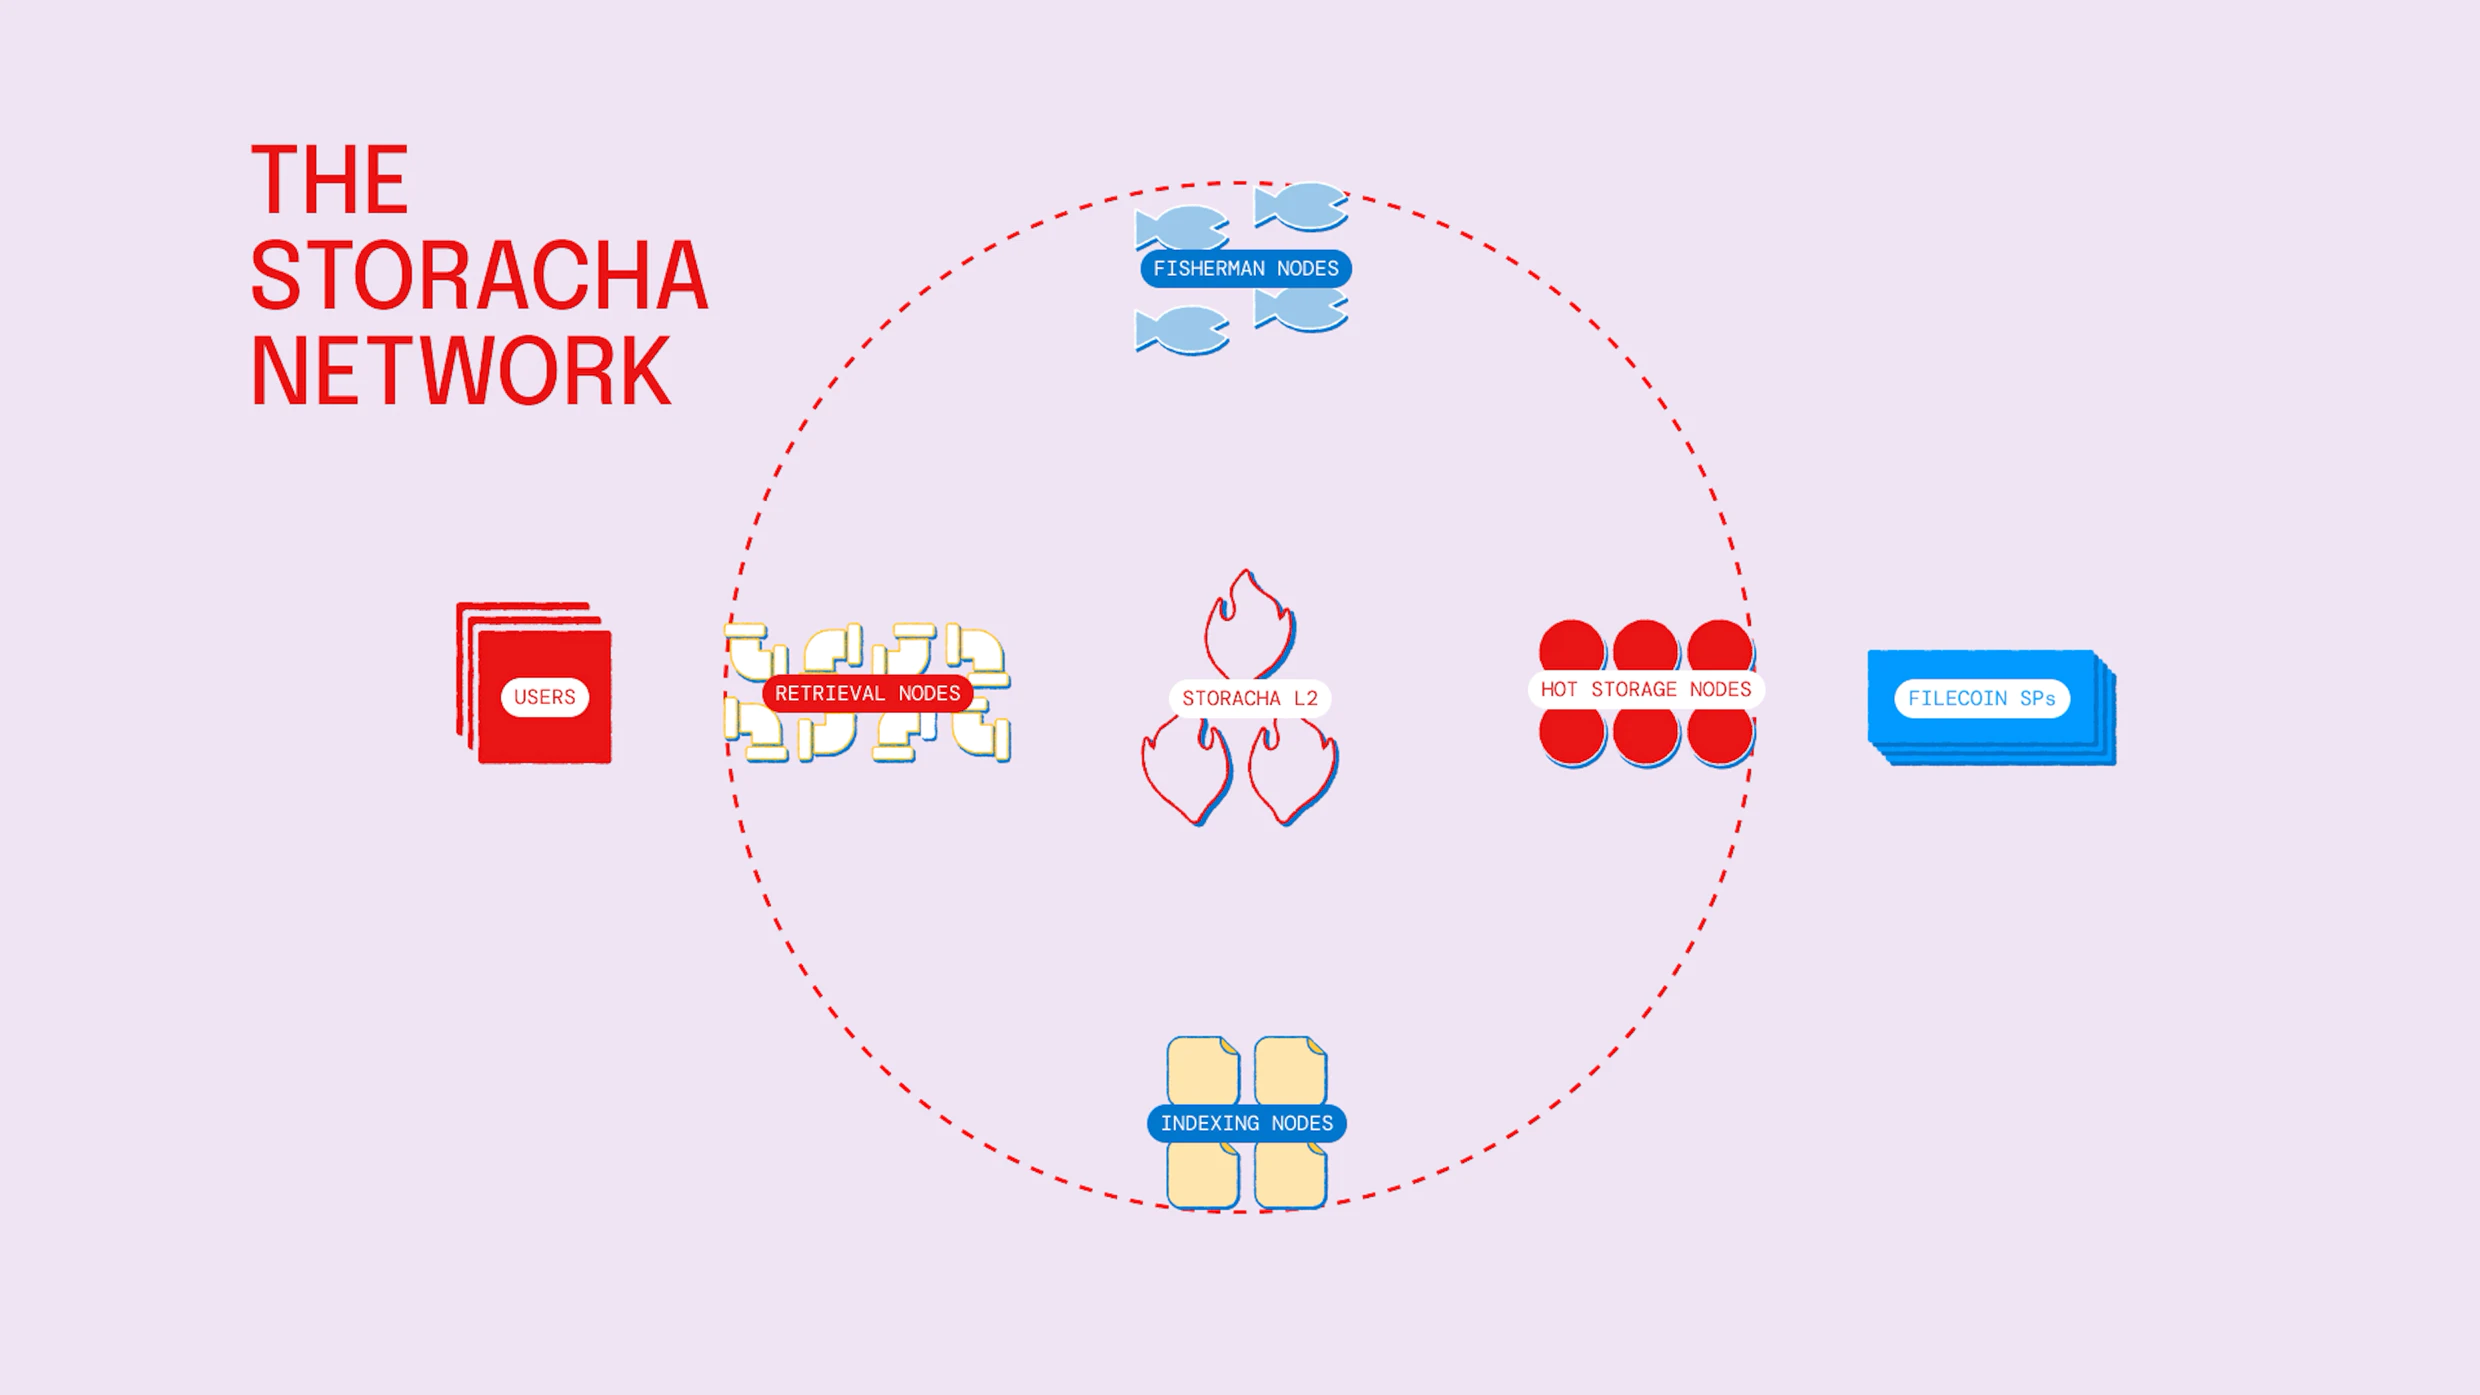 THE
STORACHA
NETWORK
FISHERMAN NODES
USERS
RETRIEVAL NODES
STORACHA L2
HOT STORAGE NODES
FILECOIN SPs
INDEXING NODES